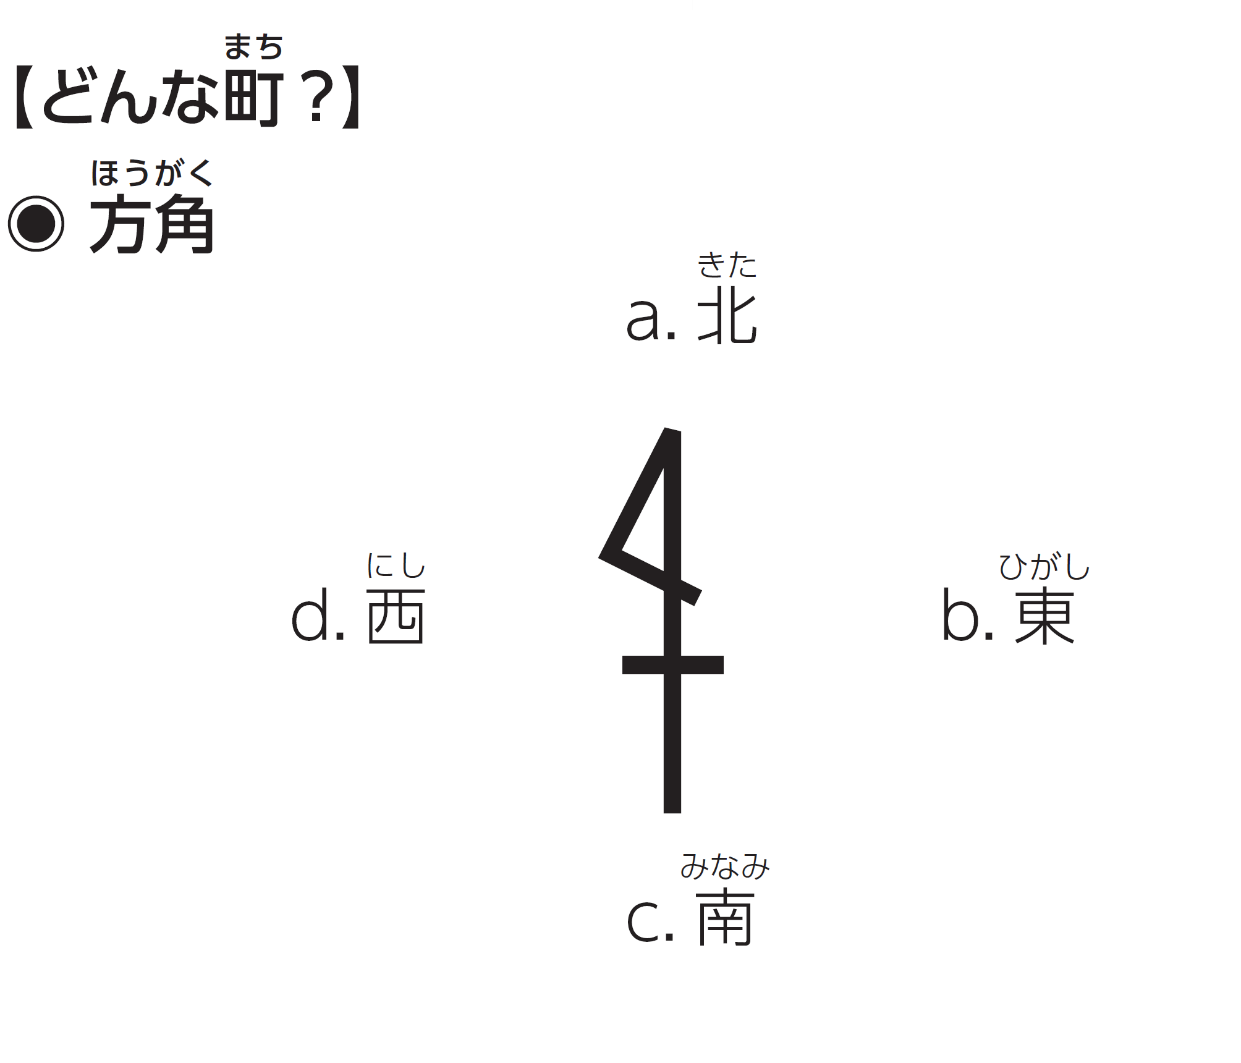 まち
【どんな町？】
ほうがく
◉ 方角
きた
a. 北
にし
d. 西
ひがし
b. 東
みなみ
c. 南